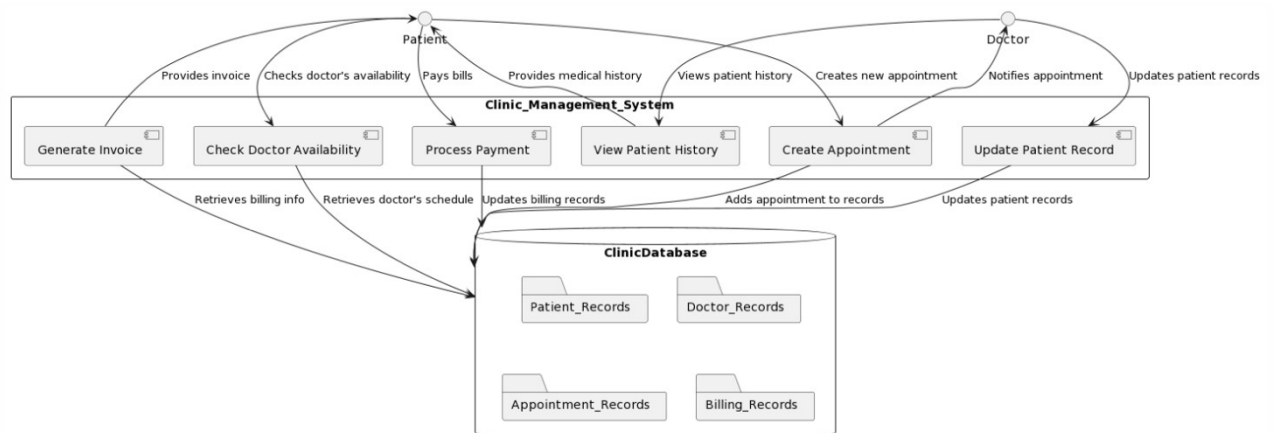 Patient
Doctor
Provides invoice
Checks doctor's availability
Pays bills
Provides medical history
Views patient history
Creates new appointment
Notifies appointment
Updates patient records
Clinic_Management_System
Generate Invoice
Check Doctor Availability
Process Payment
View Patient History
Create Appointment
Update Patient Record
Retrieves billing info
Retrieves doctor's schedule
Updates billing records
Adds appointment to records
Updates patient records
ClinicDatabase
Patient_Records
Doctor_Records
Appointment_Records
Billing_Records